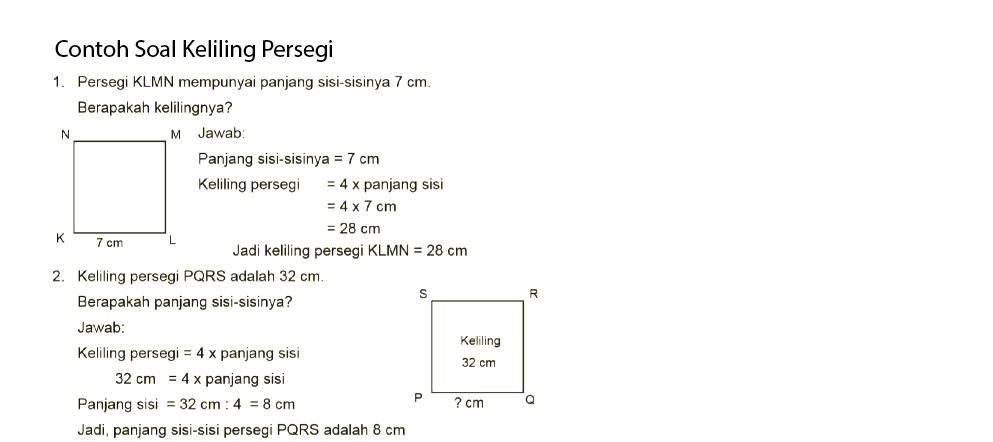 Contoh Soal Keliling Persegi
1. Persegi KLMN mempunyai panjang sisi-sisinya 7 cm.
Berapakah kelilingnya?
N M
K 7 cm L
Jawab:
Panjang sisi-sisinya = 7 cm
Keliling persegi = 4 x panjang sisi
= 4 x 7 cm
= 28 cm
Jadi keliling persegi KLMN = 28 cm
2. Keliling persegi PQRS adalah 32 cm.
Berapakah panjang sisi-sisinya?
Jawab:
Keliling persegi = 4 x panjang sisi
32 cm = 4 x panjang sisi
Panjang sisi = 32 cm : 4 = 8 cm
Jadi, panjang sisi-sisi persegi PQRS adalah 8 cm
S R
Keliling
32 cm
P ? cm Q